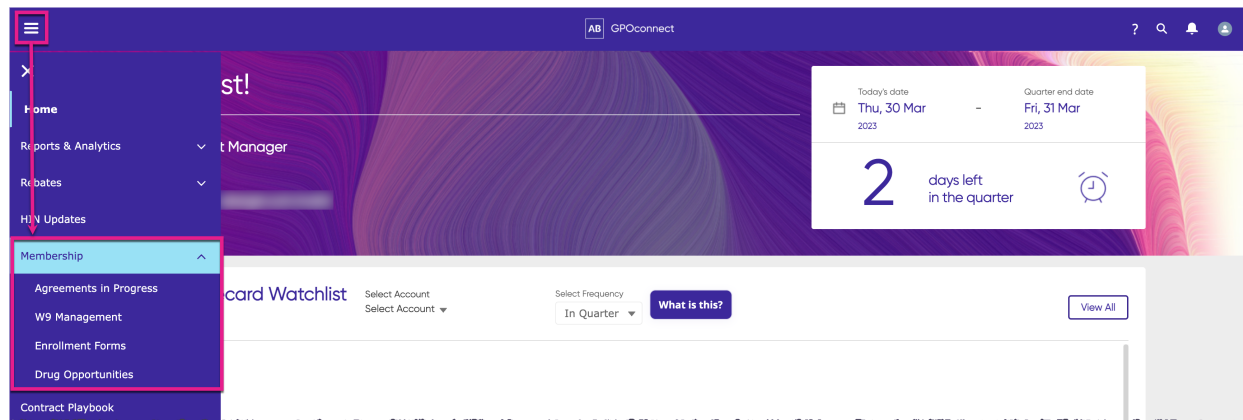 AB GPOconnect
?
Home
Reports & Analytics
Rebates
HIN Updates
Membership
Agreements in Progress
W9 Management
Enrollment Forms
Drug Opportunities
Contract Playbook
st!
t Manager
Today's date
Thu, 30 Mar
2023
-
Quarter end date
Fri, 31 Mar
2023
2
days left
in the quarter
card Watchlist
Select Account
Select Account
Select Frequency
In Quarter
What is this?
View All